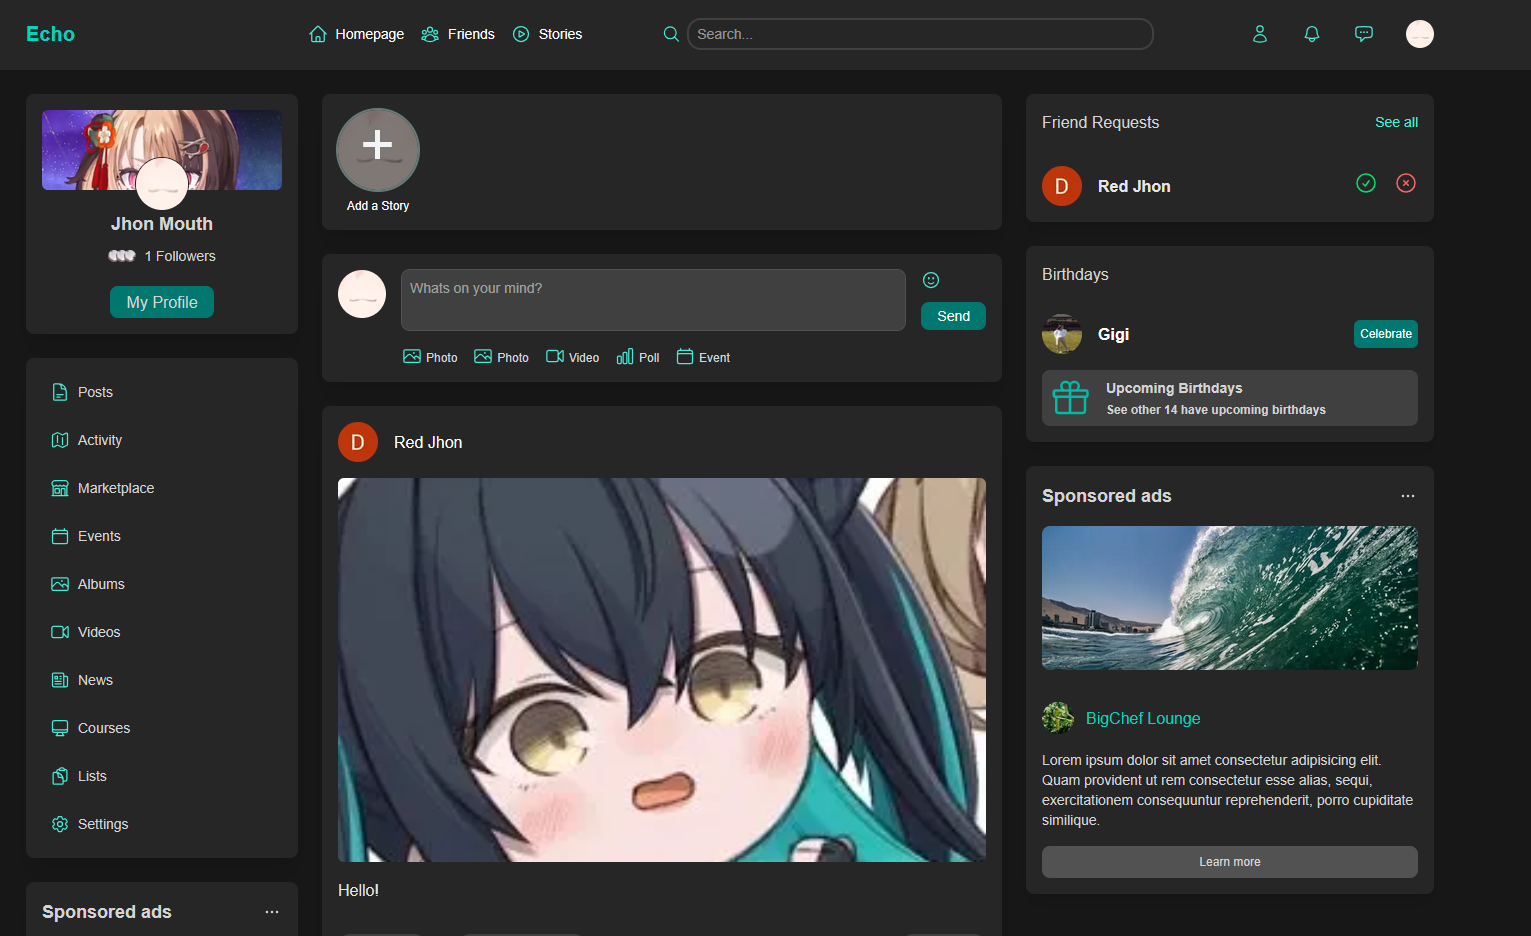 Echo
Homepage
Friends
Stories
Search...
Jhon Mouth
1 Followers
My Profile
Posts
Activity
Marketplace
Events
Albums
Videos
News
Courses
Lists
Settings
Sponsored ads
Add a Story
Whats on your mind?
Send
Photo
Photo
Video
Poll
Event
D
Red Jhon
Hello!
Friend Requests
See all
D
Red Jhon
Birthdays
Gigi
Celebrate
Upcoming Birthdays
See other 14 have upcoming birthdays
Sponsored ads
BigChef Lounge
Lorem ipsum dolor sit amet consectetur adipisicing elit.
Quam provident ut rem consectetur esse alias, sequi,
exercitationem consequuntur reprehenderit, porro cupiditate
similique.
Learn more